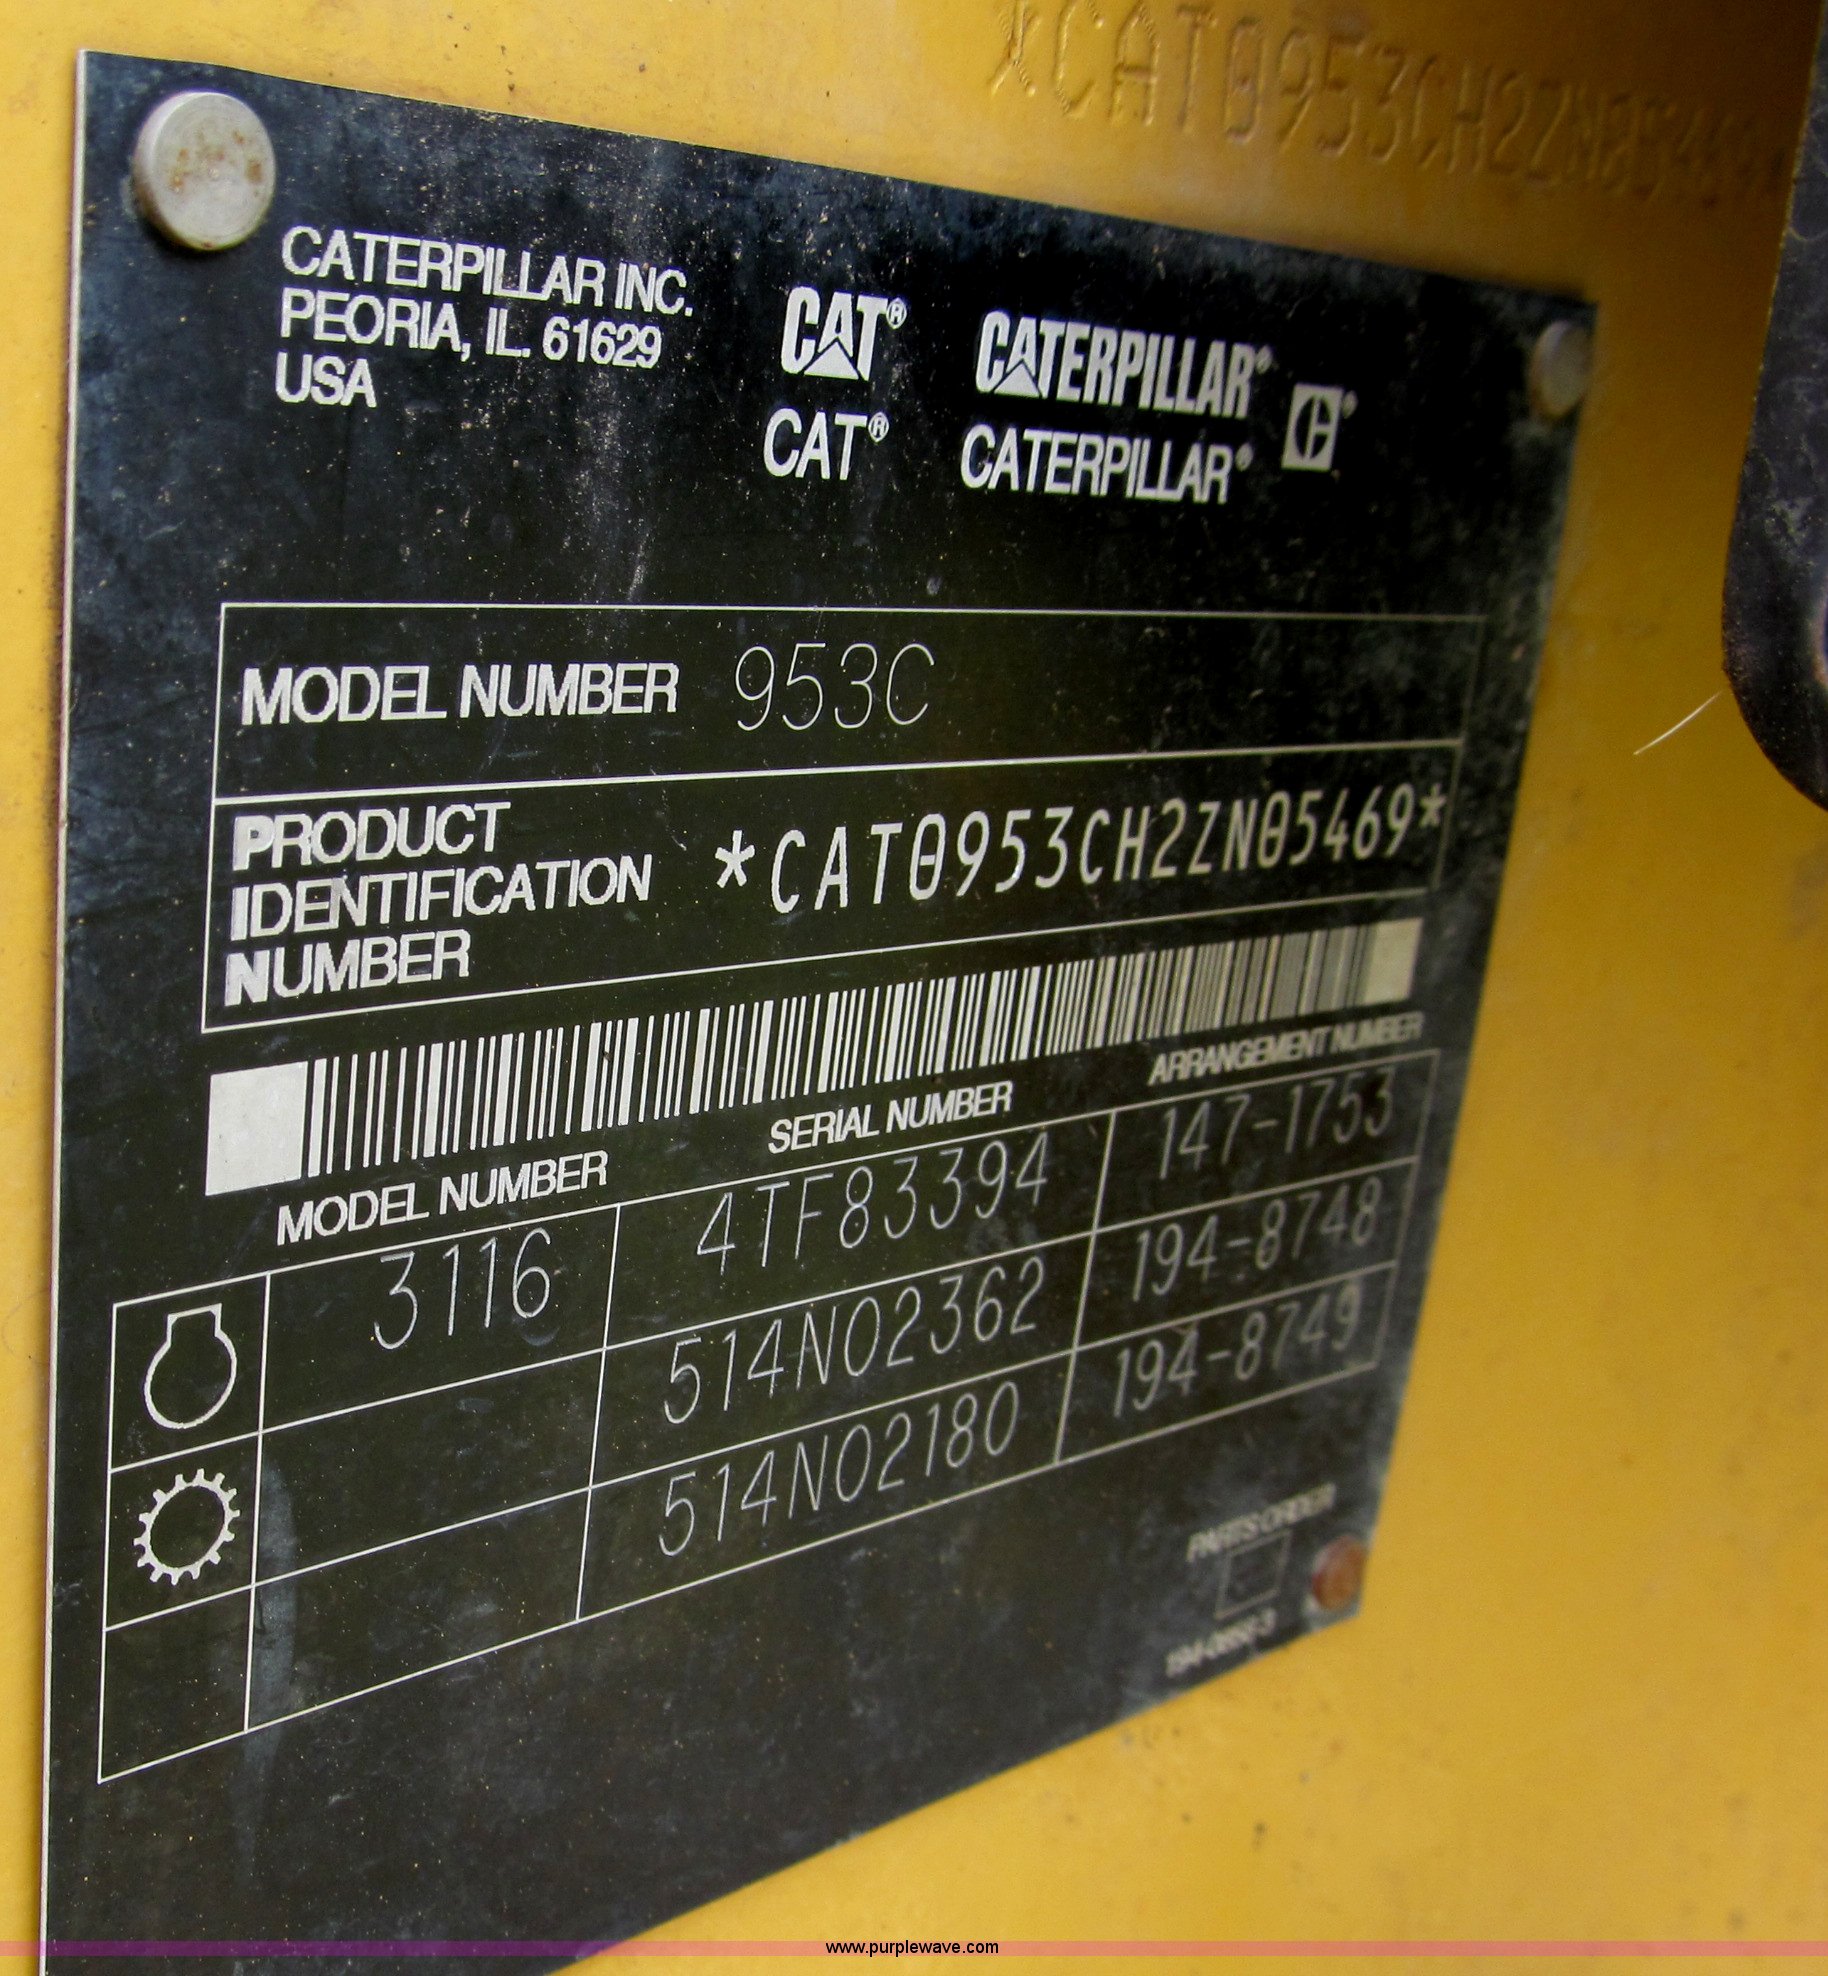 *CAT0953CH2ZN05469
CATERPILLAR INC.
PEORIA, IL. 61629
USA
CAT® CATERPILLAR®
CAT® CATERPILLAR®
MODEL NUMBER 953C
PRODUCT
IDENTIFICATION
NUMBER
*CAT0953CH2ZN05469*
MODEL NUMBER SERIAL NUMBER ARRANGEMENT NUMBER
3116 4TF83394 147-1753
514N02362 194-8748
514N02180 194-8749
PARTS ORDER
www.purplewave.com